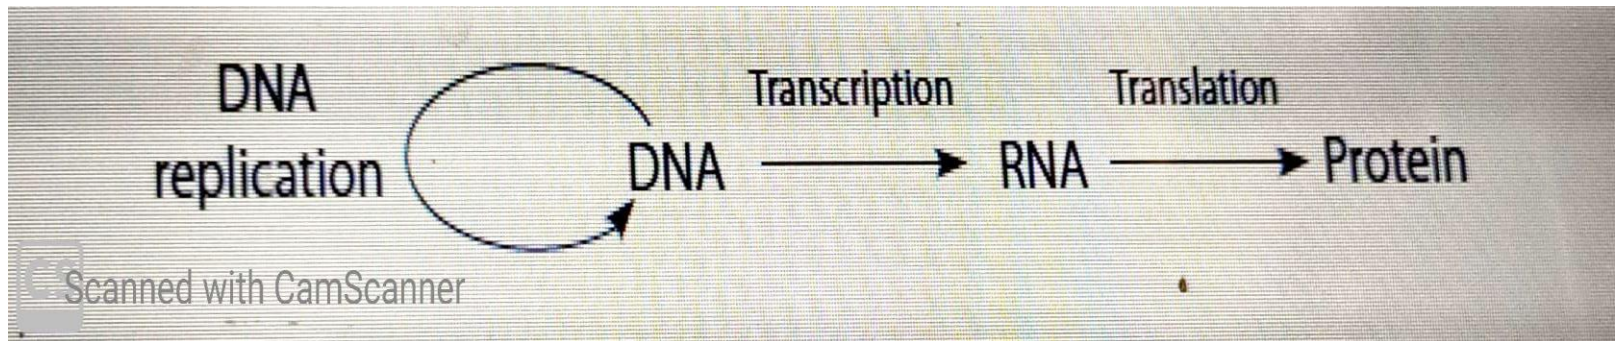 DNA
replication
DNA
Transcription
RNA
Translation
Protein
Scanned with CamScanner